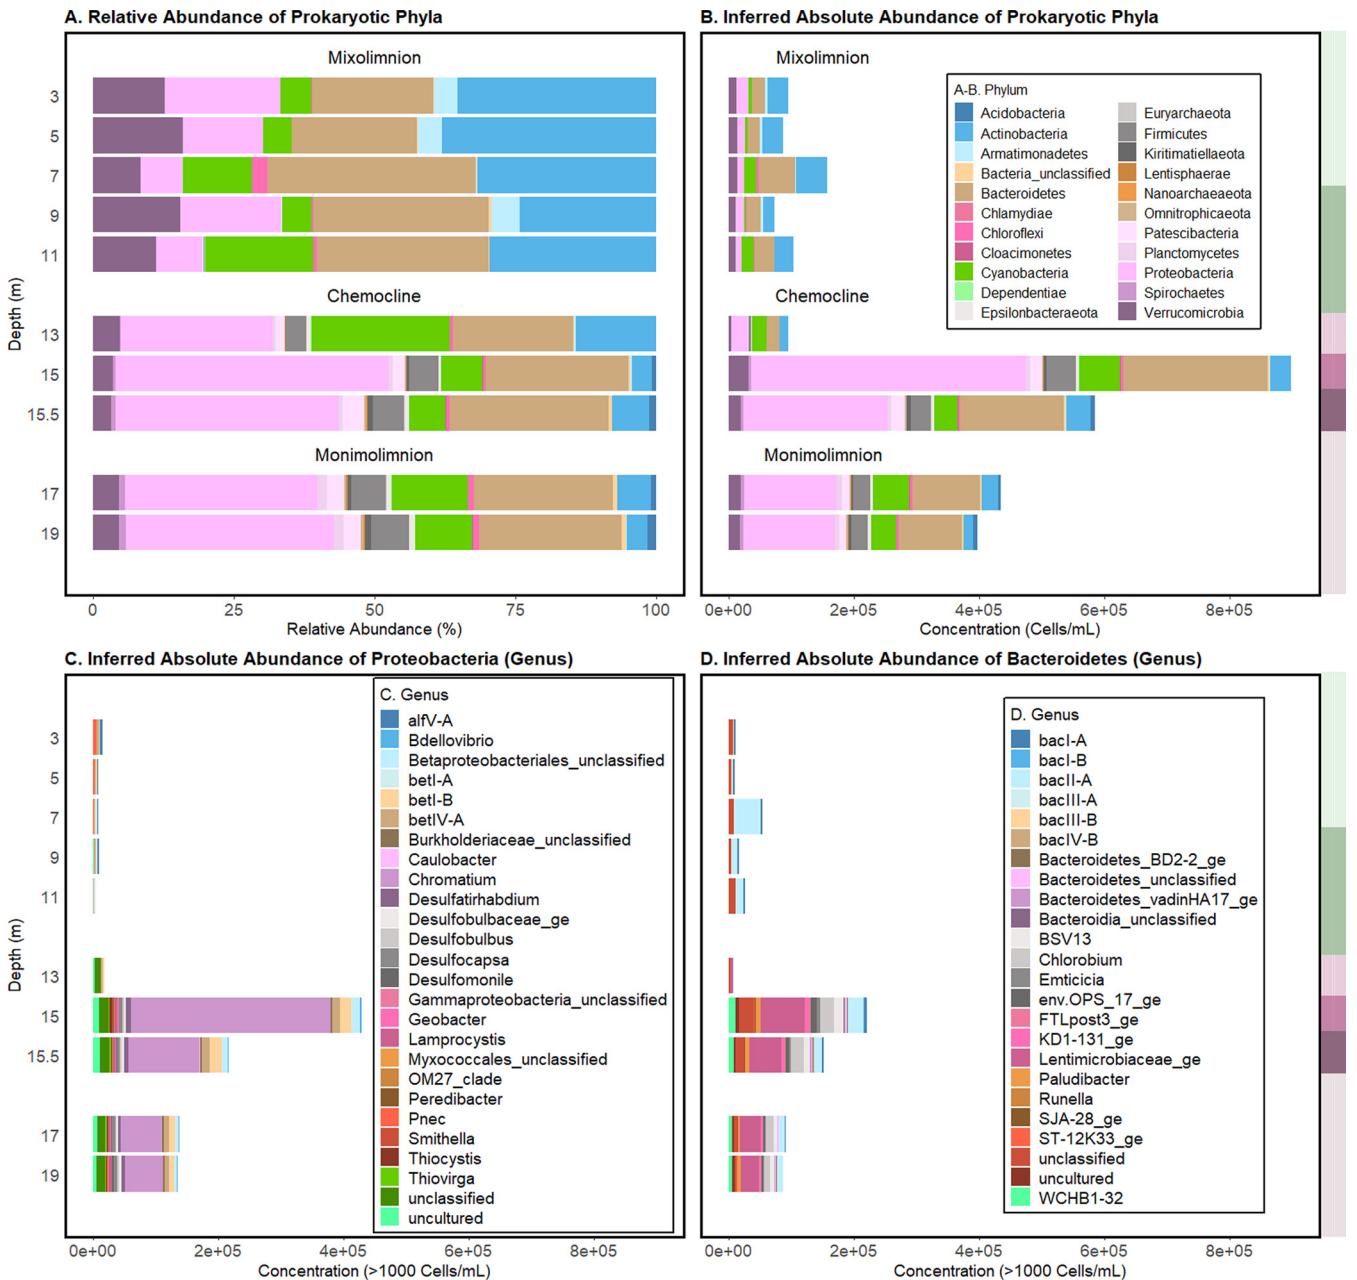 A. Relative Abundance of Prokaryotic Phyla
Mixolimnion
3
5
7
9
11
Chemocline
13
15
15.5
Monimolimnion
17
19
Depth (m)
0 25 50 75 100
Relative Abundance (%)
B. Inferred Absolute Abundance of Prokaryotic Phyla
Mixolimnion
Chemocline
Monimolimnion
A-B. Phylum
Acidobacteria
Actinobacteria
Armatimonadetes
Bacteria_unclassified
Bacteroidetes
Chlamydiae
Chloroflexi
Cloacimonetes
Cyanobacteria
Dependentiae
Epsilonbacteraeota
Euryarchaeota
Firmicutes
Kiritimatiellaeota
Lentisphaerae
Nanoarchaeaeota
Omnitrophicaeota
Patescibacteria
Planctomycetes
Proteobacteria
Spirochaetes
Verrucomicrobia
0e+00 2e+05 4e+05 6e+05 8e+05
Concentration (Cells/mL)
C. Inferred Absolute Abundance of Proteobacteria (Genus)
3
5
7
9
11
13
15
15.5
17
19
Depth (m)
C. Genus
alfV-A
Bdellovibrio
Betaproteobacteriales_unclassified
betI-A
betI-B
betIV-A
Burkholderiaceae_unclassified
Caulobacter
Chromatium
Desulfatirhabdium
Desulfobulbaceae_ge
Desulfobulbus
Desulfocapsa
Desulfomonile
Gammaproteobacteria_unclassified
Geobacter
Lamprocystis
Myxococcales_unclassified
OM27_clade
Peredibacter
Pnec
Smithella
Thiocystis
Thiovirga
unclassified
uncultured
0e+00 2e+05 4e+05 6e+05 8e+05
Concentration (>1000 Cells/mL)
D. Inferred Absolute Abundance of Bacteroidetes (Genus)
D. Genus
bacI-A
bacI-B
bacII-A
bacIII-A
bacIII-B
bacIV-B
Bacteroidetes_BD2-2_ge
Bacteroidetes_unclassified
Bacteroidetes_vadinHA17_ge
Bacteroidia_unclassified
BSV13
Chlorobium
Emticicia
env.OPS_17_ge
FTLpost3_ge
KD1-131_ge
Lentimicrobiaceae_ge
Paludibacter
Runella
SJA-28_ge
ST-12K33_ge
unclassified
uncultured
WCHB1-32
0e+00 2e+05 4e+05 6e+05 8e+05
Concentration (>1000 Cells/mL)